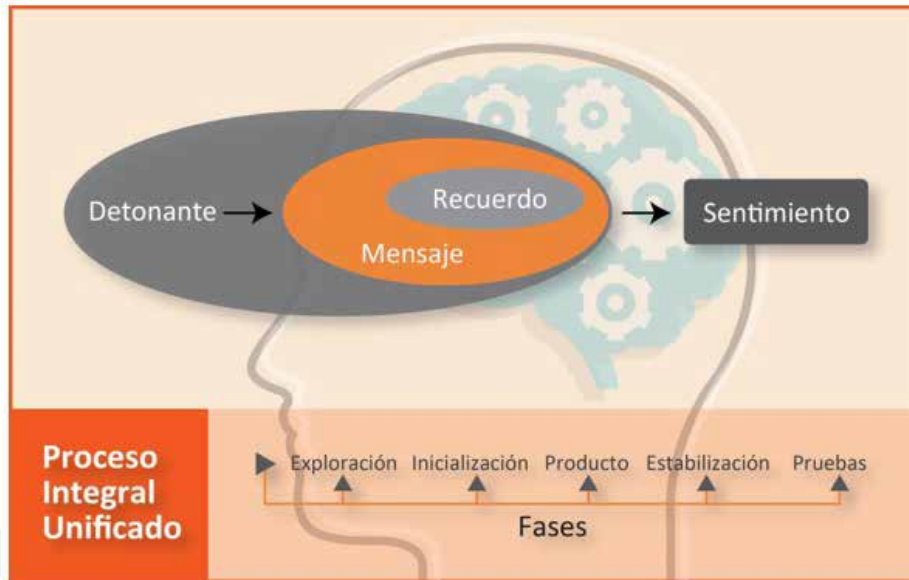 Detonante
Recuerdo
Mensaje
Sentimiento
Proceso
Integral
Unificado
Exploración Inicialización Producto Estabilización Pruebas
Fases